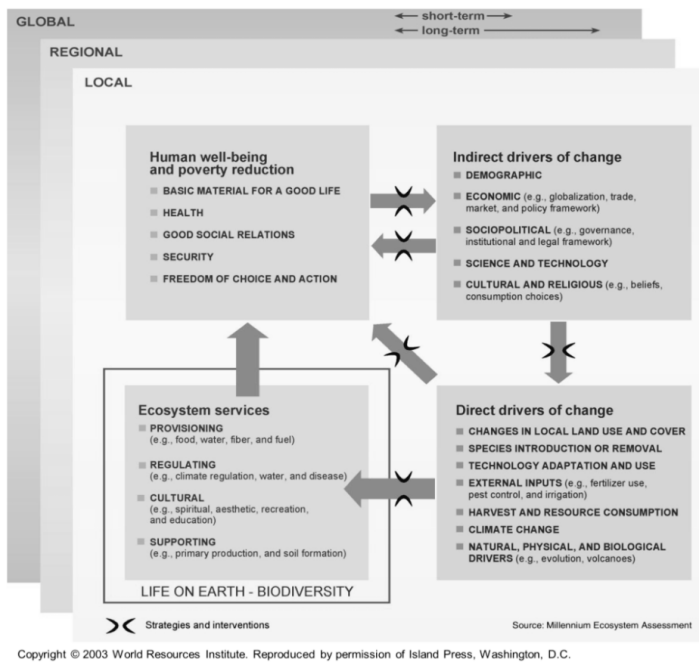 GLOBAL
short-term
long-term
REGIONAL
LOCAL
Human well-being
and poverty reduction
BASIC MATERIAL FOR A GOOD LIFE
HEALTH
GOOD SOCIAL RELATIONS
SECURITY
FREEDOM OF CHOICE AND ACTION
Indirect drivers of change
DEMOGRAPHIC
ECONOMIC (e.g., globalization, trade,
market, and policy framework)
SOCIOPOLITICAL (e.g., governance,
institutional and legal framework)
SCIENCE AND TECHNOLOGY
CULTURAL AND RELIGIOUS (e.g., beliefs,
consumption choices)
Ecosystem services
PROVISIONING
(e.g., food, water, fiber, and fuel)
REGULATING
(e.g., climate regulation, water, and disease)
CULTURAL
(e.g., spiritual, aesthetic, recreation,
and education)
SUPPORTING
(e.g., primary production, and soil formation)
LIFE ON EARTH - BIODIVERSITY
Direct drivers of change
CHANGES IN LOCAL LAND USE AND COVER
SPECIES INTRODUCTION OR REMOVAL
TECHNOLOGY ADAPTATION AND USE
EXTERNAL INPUTS (e.g., fertilizer use,
pest control, and irrigation)
HARVEST AND RESOURCE CONSUMPTION
CLIMATE CHANGE
NATURAL, PHYSICAL, AND BIOLOGICAL
DRIVERS (e.g., evolution, volcanoes)
Strategies and interventions
Source: Millennium Ecosystem Assessment
Copyright © 2003 World Resources Institute. Reproduced by permission of Island Press, Washington, D.C.